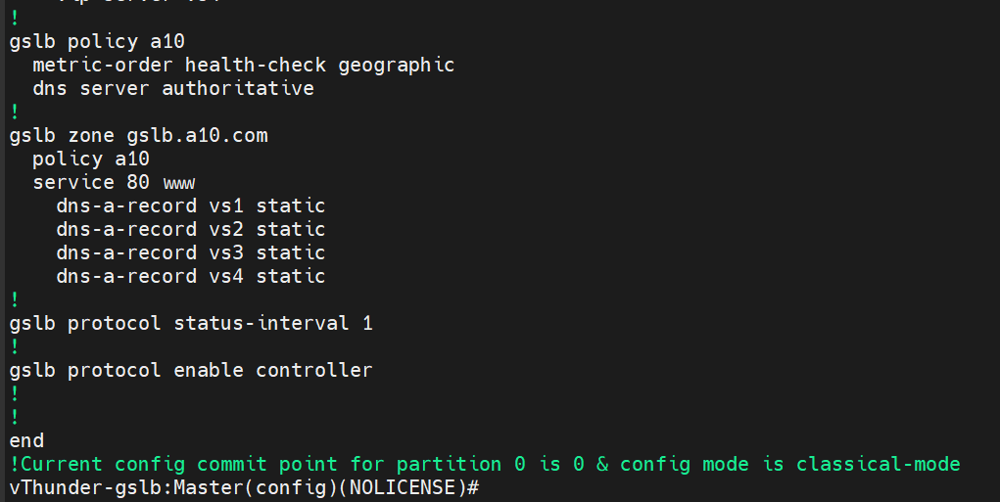 !
gslb policy a10
  metric-order health-check geographic
  dns server authoritative
!
gslb zone gslb.a10.com
  policy a10
  service 80 www
    dns-a-record vs1 static
    dns-a-record vs2 static
    dns-a-record vs3 static
    dns-a-record vs4 static
!
gslb protocol status-interval 1
!
gslb protocol enable controller
!
!
end
!Current config commit point for partition 0 is 0 & config mode is classical-mode
vThunder-gslb:Master(config)(NOLICENSE)#